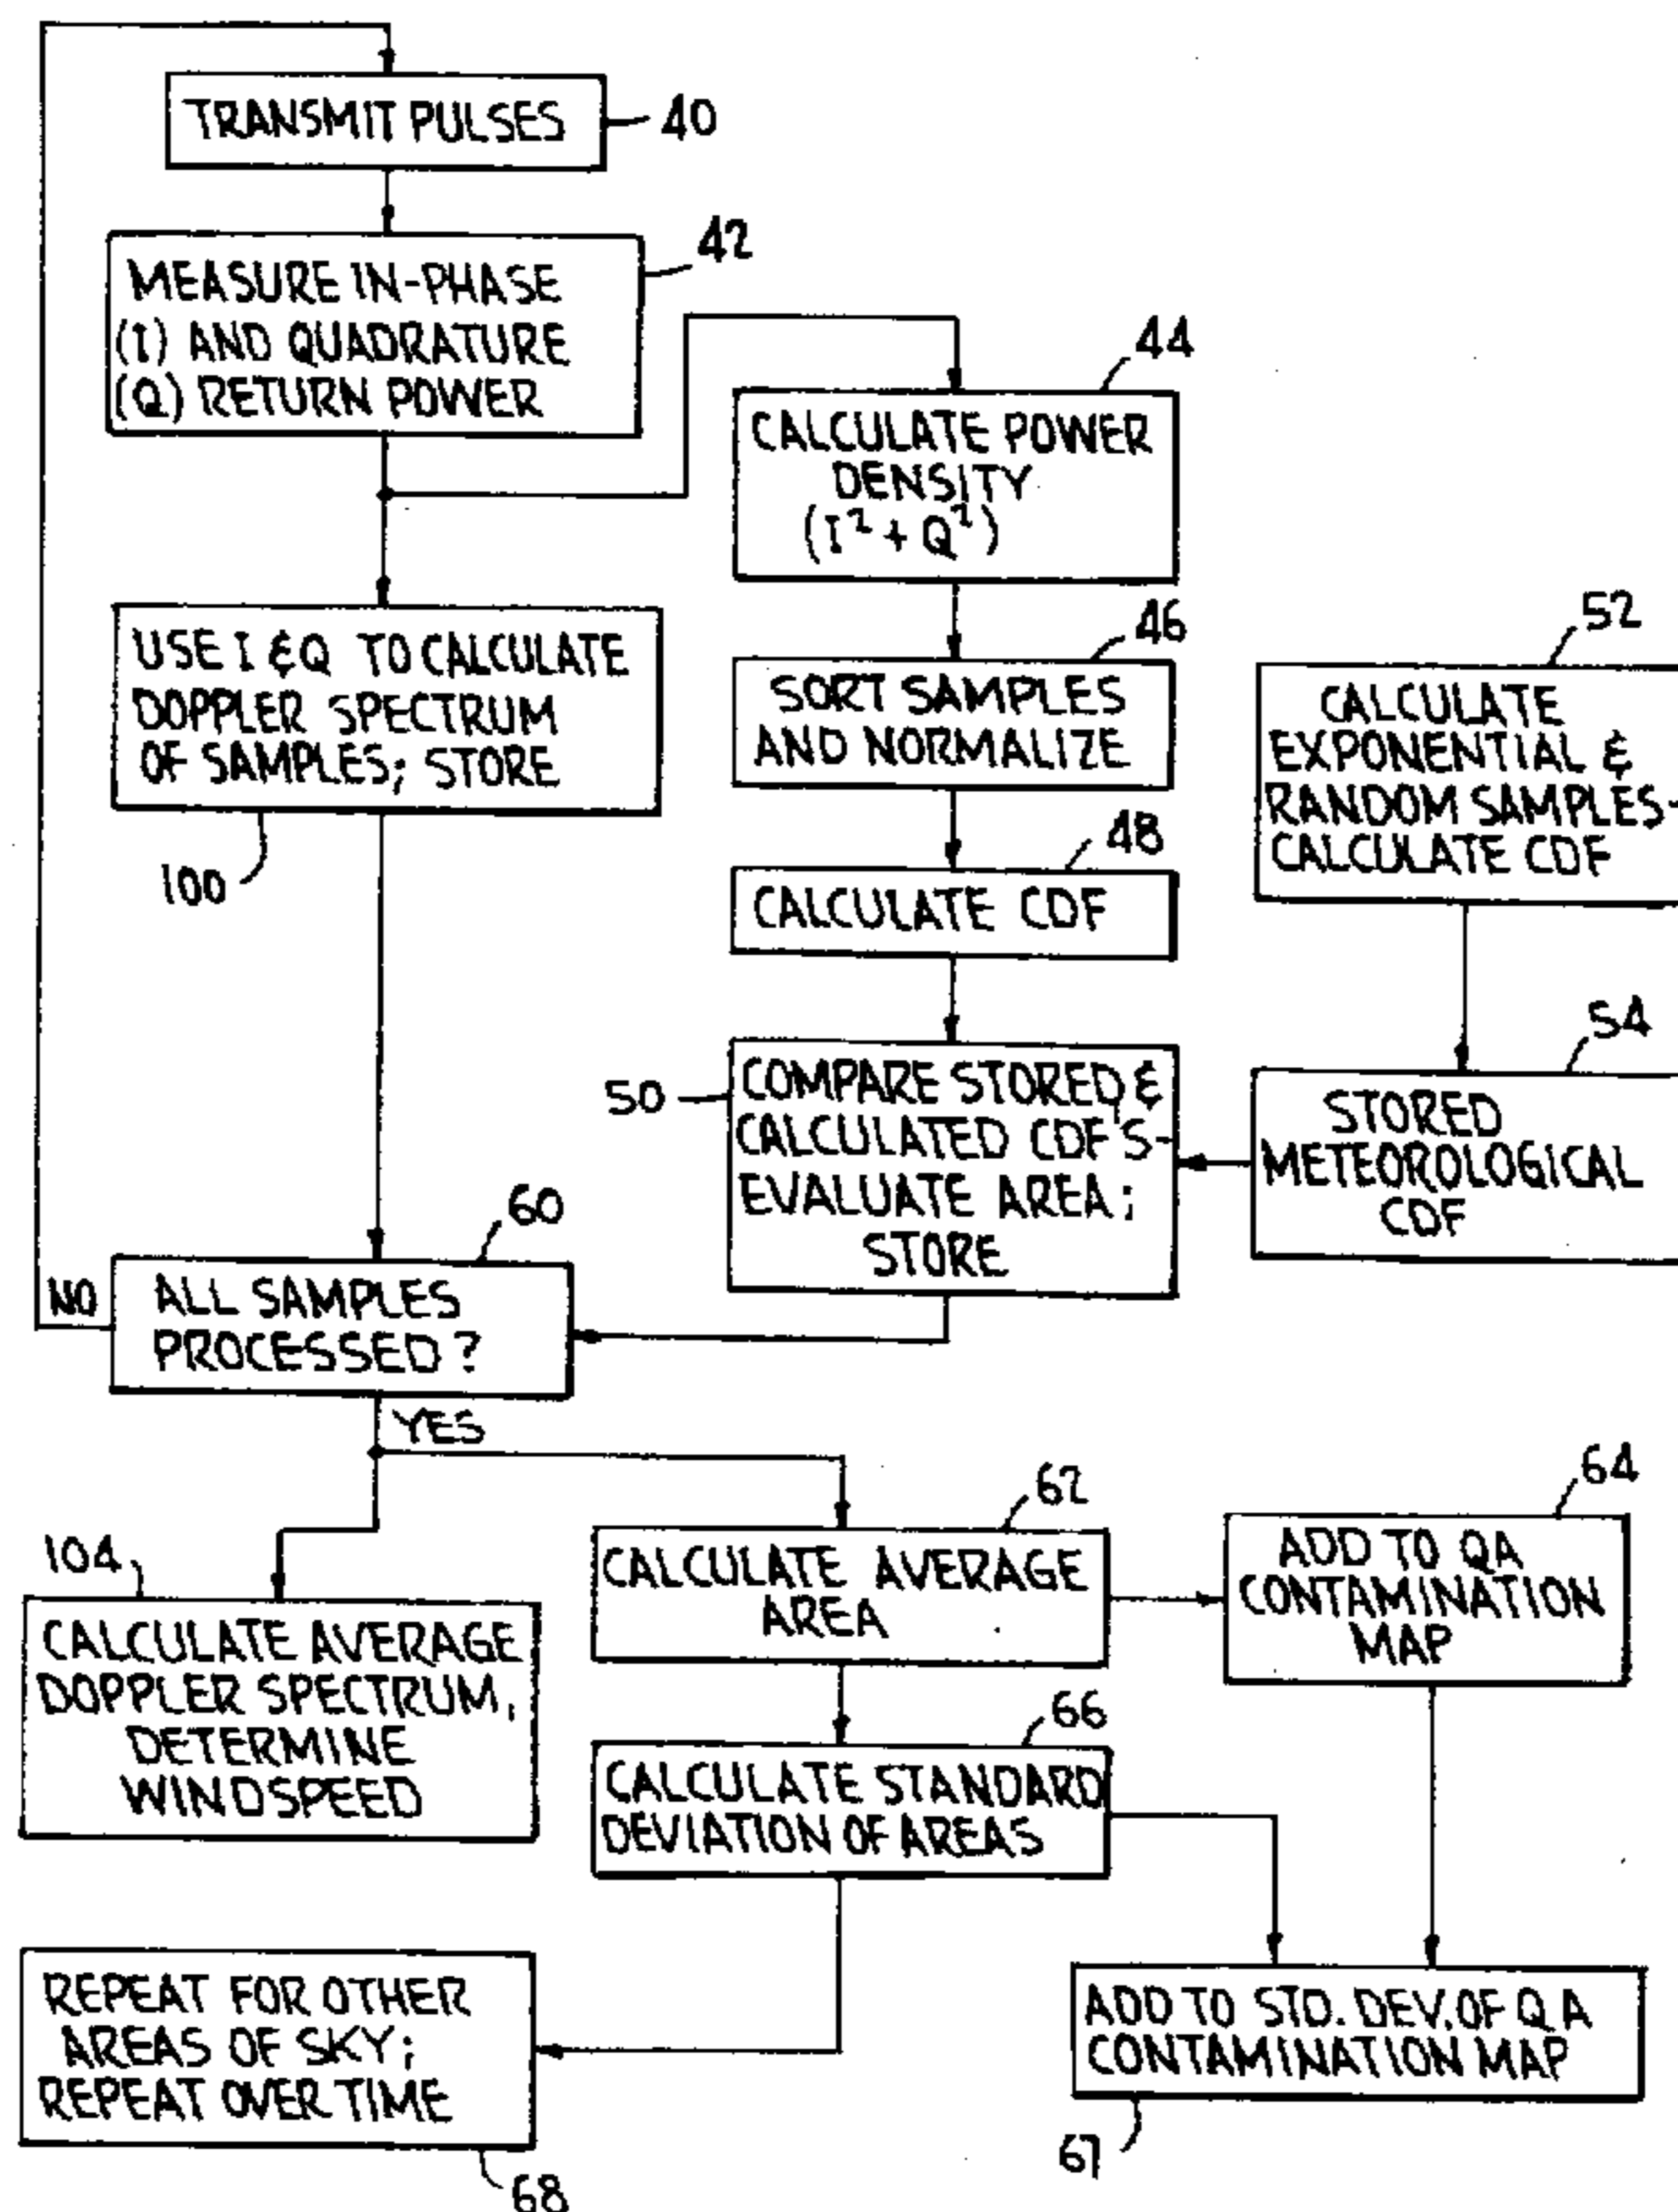 TRANSMIT PULSES
40
MEASURE IN-PHASE
(I) AND QUADRATURE
(Q) RETURN POWER
42
CALCULATE POWER
DENSITY
(I² + Q²)
44
USE I & Q TO CALCULATE
DOPPLER SPECTRUM
OF SAMPLES; STORE
100
SORT SAMPLES
AND NORMALIZE
46
CALCULATE
EXPONENTIAL &
RANDOM SAMPLES-
CALCULATE CDF
52
CALCULATE CDF
48
COMPARE STORED &
CALCULATED CDF'S-
EVALUATE AREA;
STORE
50
STORED
METEOROLOGICAL
CDF
54
ALL SAMPLES
PROCESSED?
60
NO
YES
CALCULATE AVERAGE
DOPPLER SPECTRUM,
DETERMINE
WINDSPEED
104
CALCULATE AVERAGE
AREA
62
ADD TO QA
CONTAMINATION
MAP
64
CALCULATE STANDARD
DEVIATION OF AREAS
66
REPEAT FOR OTHER
AREAS OF SKY;
REPEAT OVER TIME
68
ADD TO STD. DEV. OF QA
CONTAMINATION MAP
67